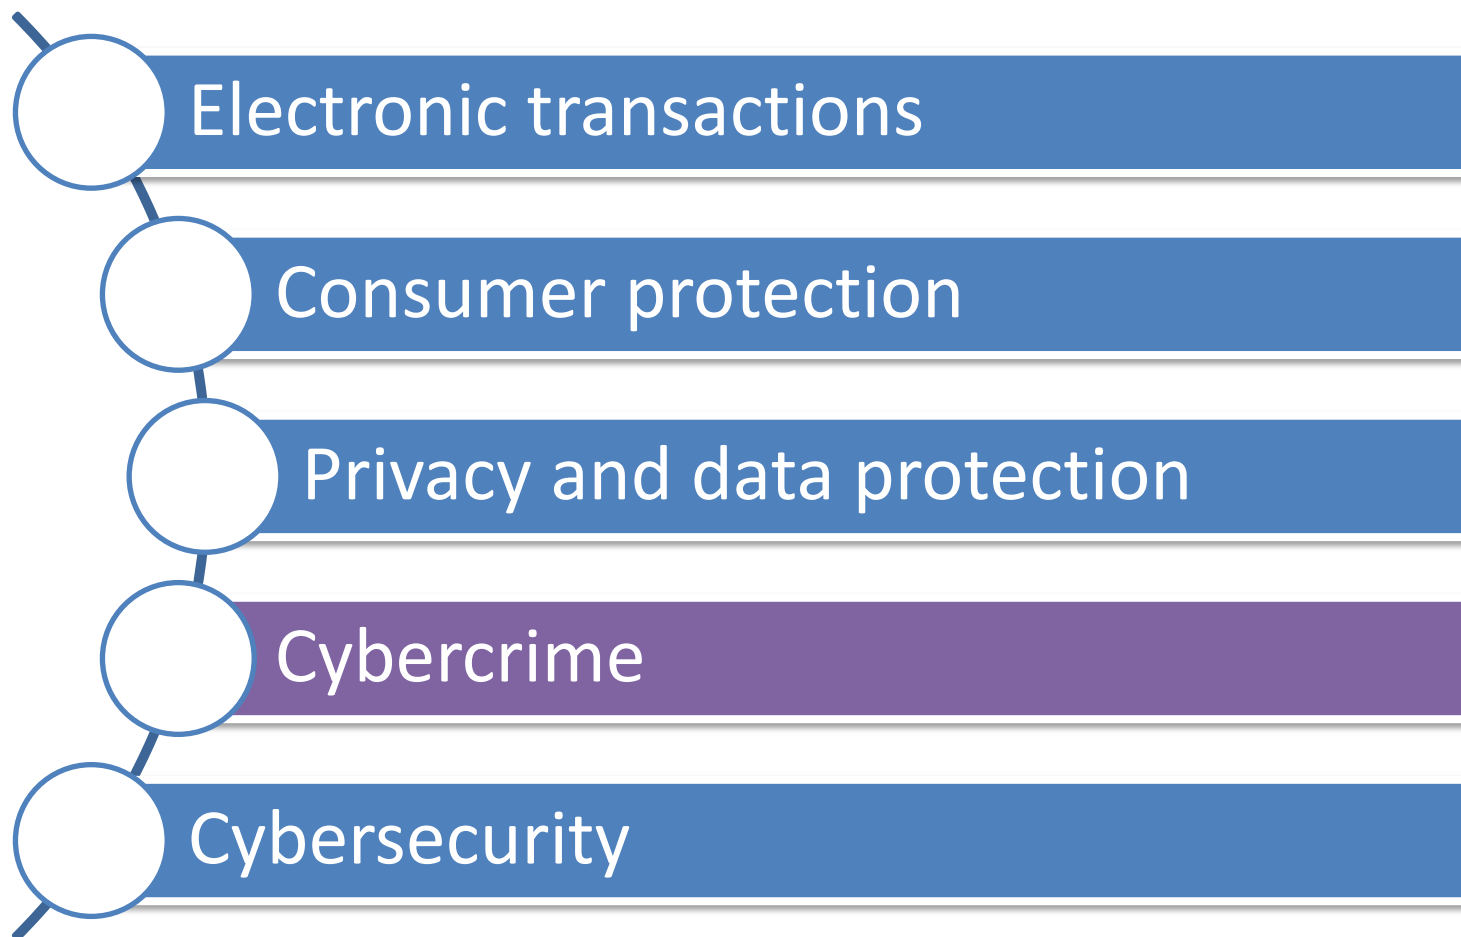 Electronic transactions
Consumer protection
Privacy and data protection
Cybercrime
Cybersecurity